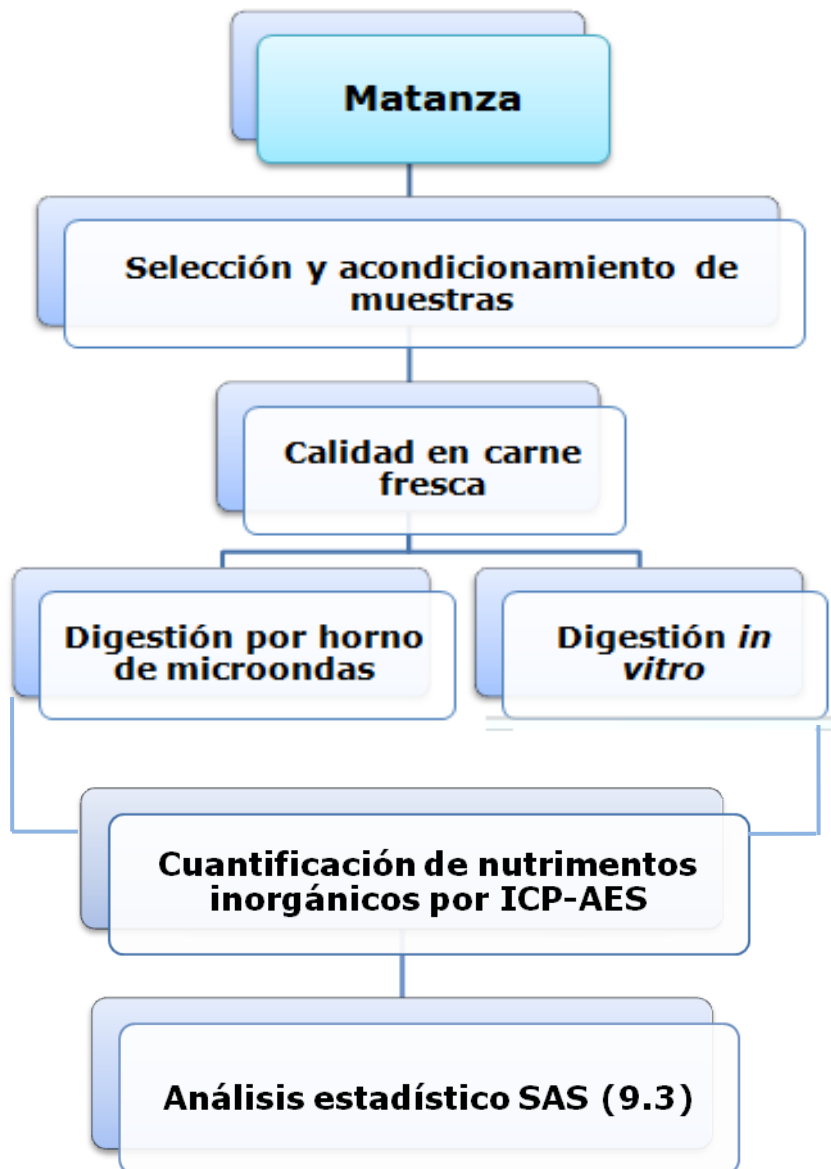 Matanza
Selección y acondicionamiento de
muestras
Calidad en carne
fresca
Digestión por horno
de microondas
Digestión in
vitro
Cuantificación de nutrimentos
inorgánicos por ICP-AES
Análisis estadístico SAS (9.3)